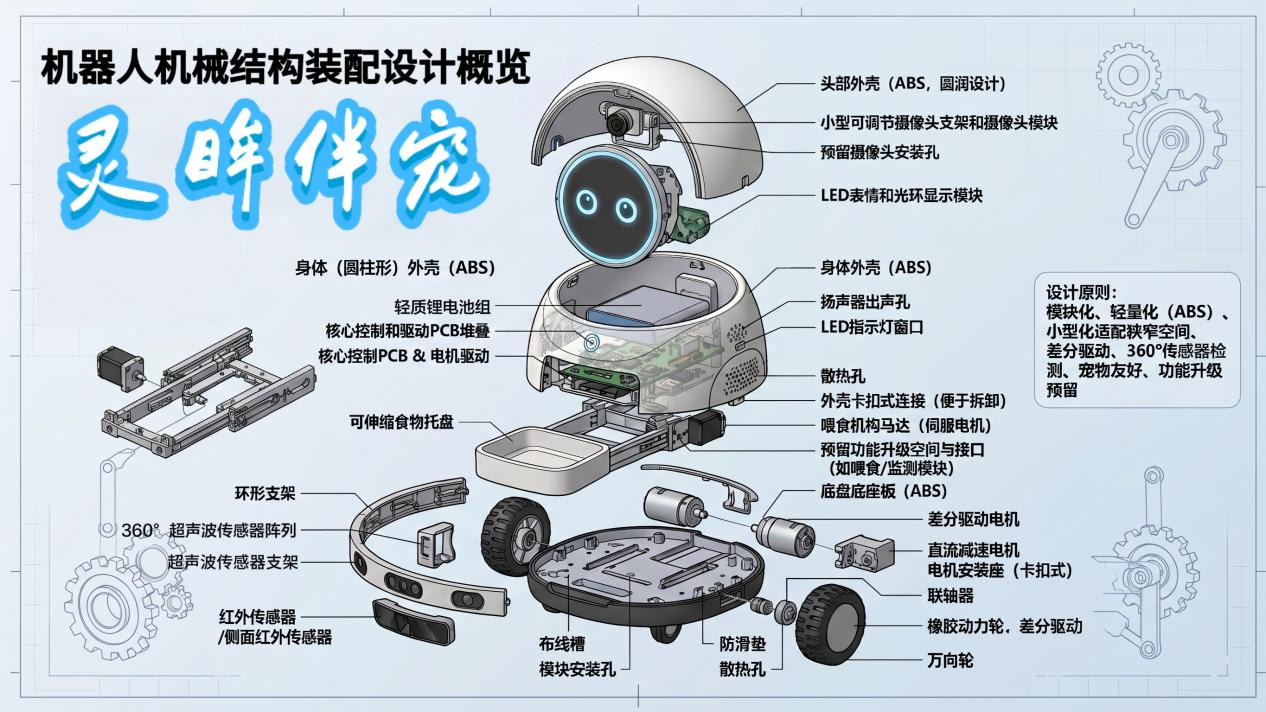 机器人机械结构装配设计概览
灵眸伴宠
头部外壳（ABS，圆润设计）
小型可调节摄像头支架和摄像头模块
预留摄像头安装孔
LED表情和光环显示模块
身体（圆柱形）外壳（ABS）
轻质锂电池组
核心控制和驱动PCB堆叠
核心控制PCB & 电机驱动
可伸缩食物托盘
身体外壳（ABS）
扬声器出声孔
LED指示灯窗口
散热孔
外壳卡扣式连接（便于拆卸）
喂食机构马达（伺服电机）
预留功能升级空间与接口
（如喂食/监测模块）
底盘底座板（ABS）
设计原则：
模块化、轻量化（ABS）、
小型化适配狭窄空间、
差分驱动、360°传感器检
测、宠物友好、功能升级
预留
环形支架
360° 超声波传感器阵列
超声波传感器支架
红外传感器
/侧面红外传感器
差分驱动电机
直流减速电机
电机安装座（卡扣式）
联轴器
橡胶动力轮．差分驱动
万向轮
布线槽
模块安装孔
防滑垫
散热孔